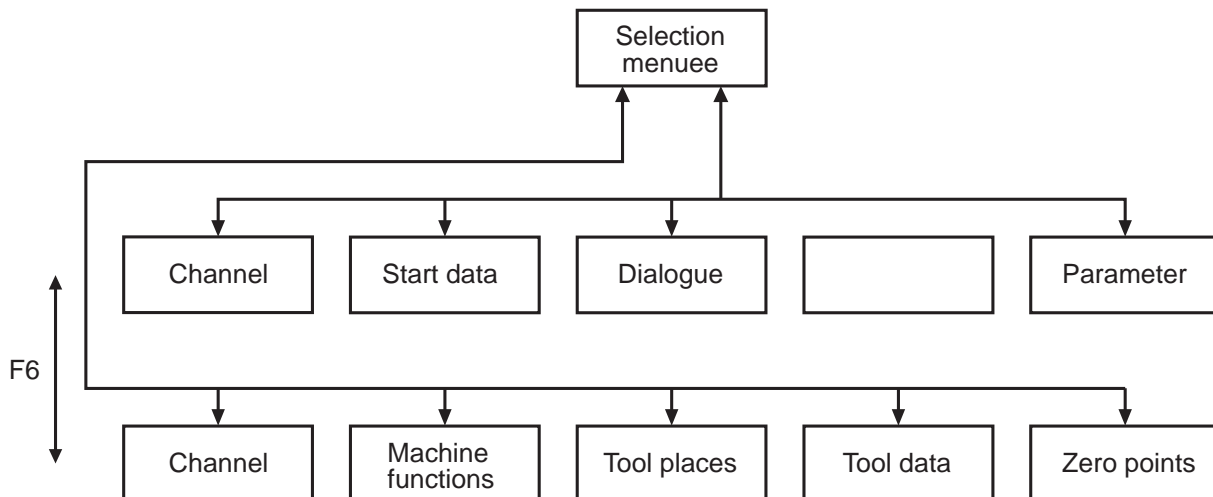 Selection
menuee
Channel
Start data
Dialogue
Parameter
F6
Channel
Machine
functions
Tool places
Tool data
Zero points